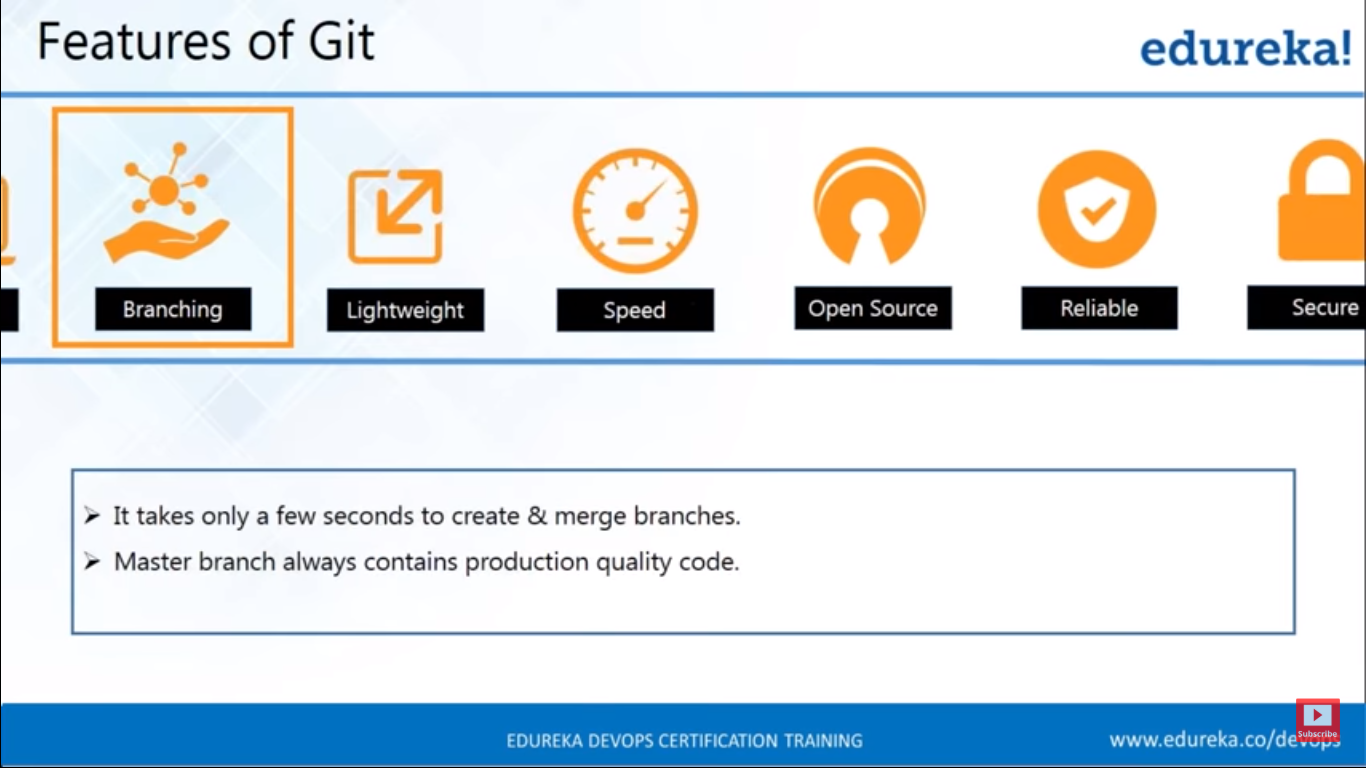 Features of Git
edureka!
Branching
Lightweight
Speed
Open Source
Reliable
Secure
➢ It takes only a few seconds to create & merge branches.
➢ Master branch always contains production quality code.
EDUREKA DEVOPS CERTIFICATION TRAINING
www.edureka.co/devops
Subscribe